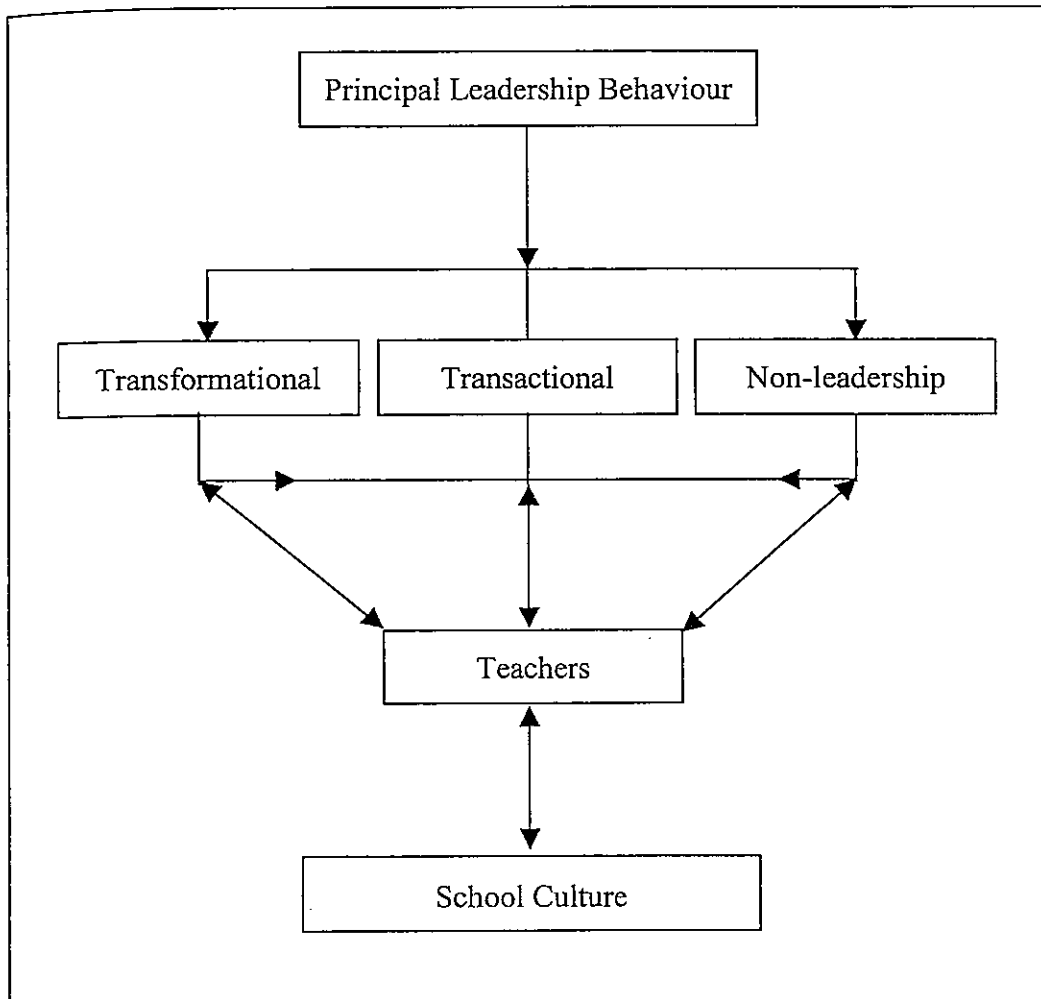 Principal Leadership Behaviour
Transformational
Transactional
Non-leadership
Teachers
School Culture